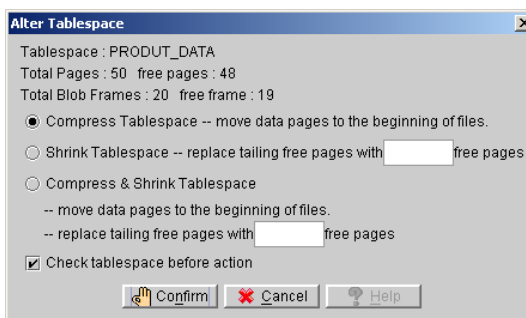 Alter Tablespace
Tablespace : PRODUT_DATA
Total Pages : 50 free pages : 48
Total Blob Frames : 20 free frame : 19
Compress Tablespace -- move data pages to the beginning of files.
Shrink Tablespace -- replace tailing free pages with free pages
Compress & Shrink Tablespace
-- move data pages to the beginning of files.
-- replace tailing free pages with free pages
Check tablespace before action
Confirm Cancel Help